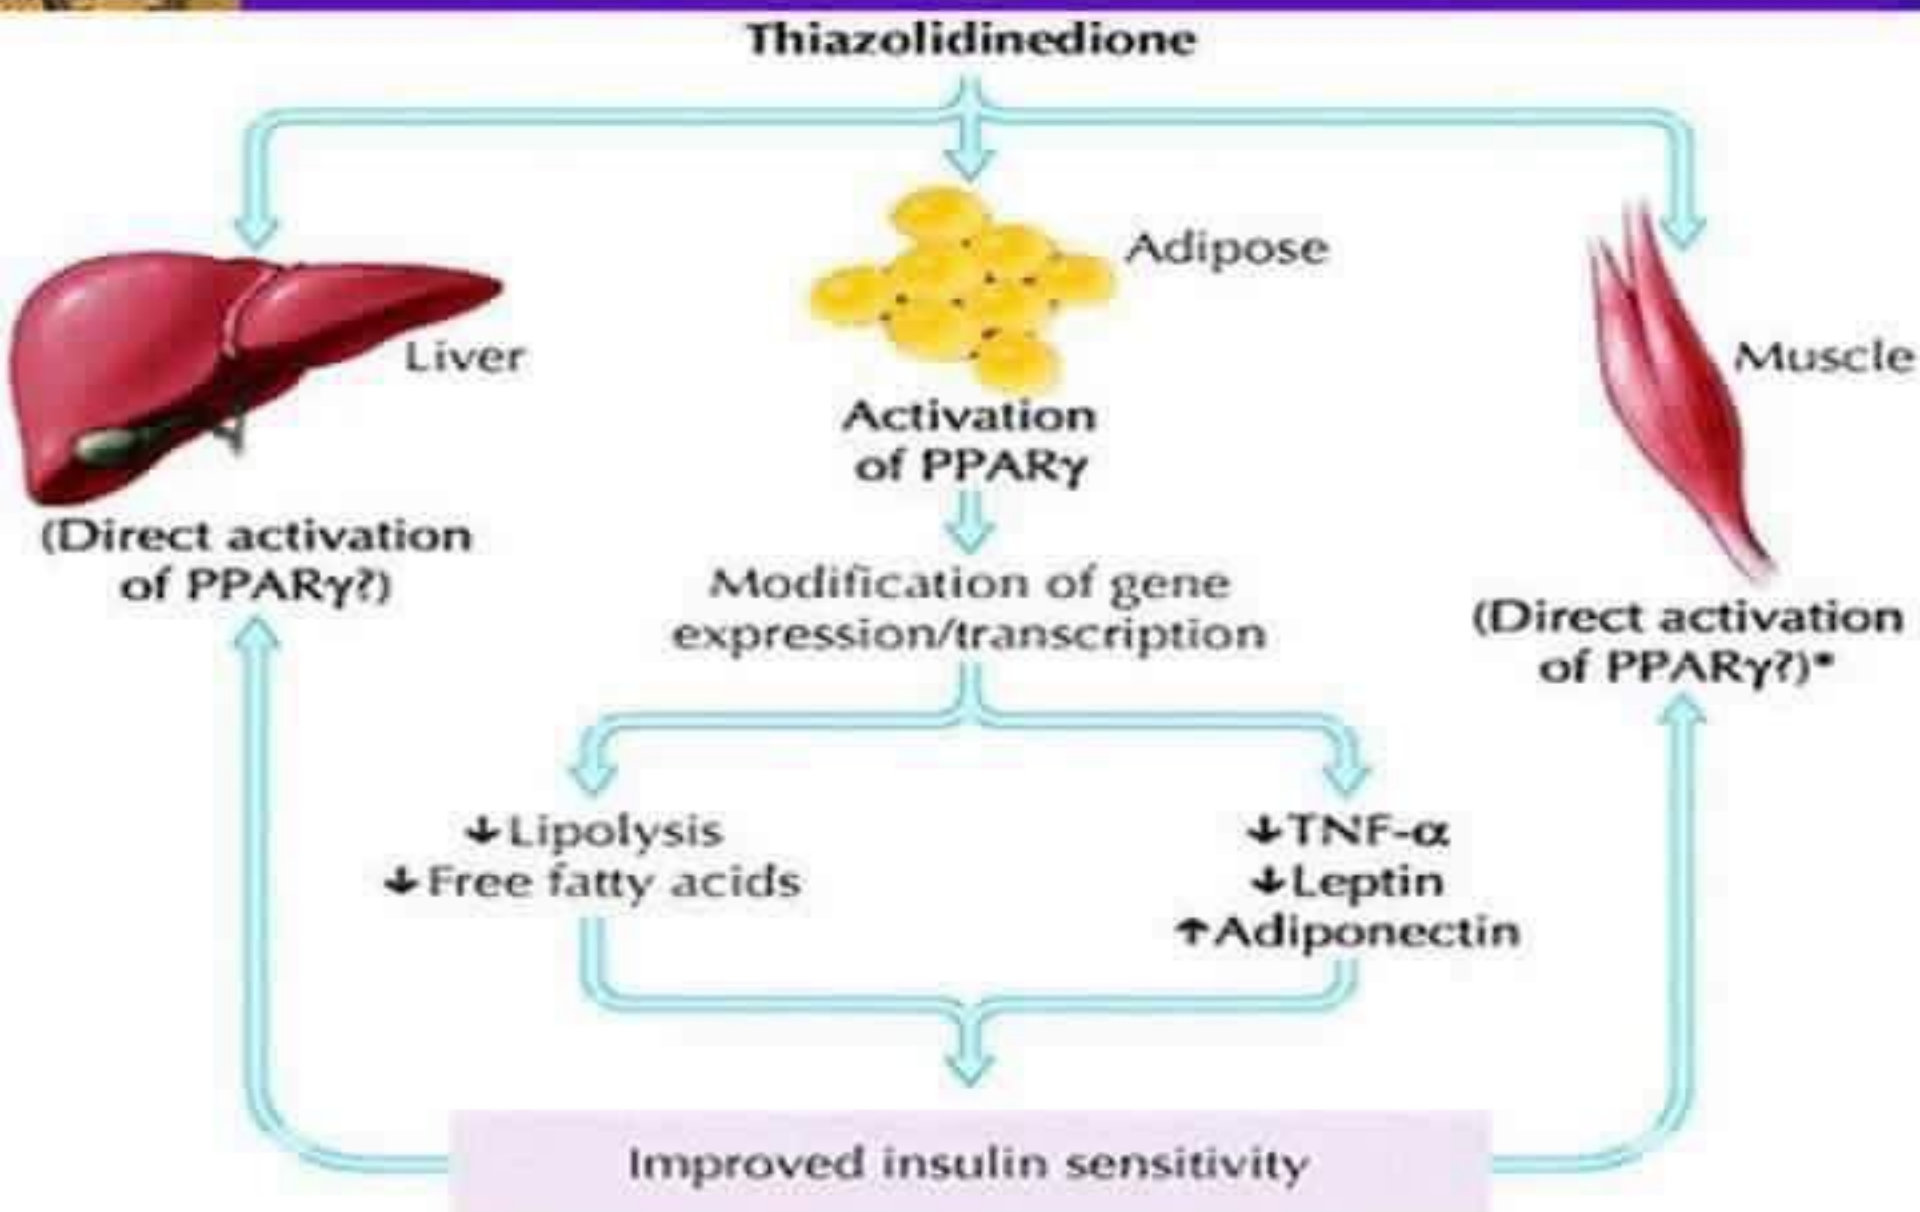 Thiazolidinedione
Adipose
Liver
Muscle
Activation
of PPARγ
(Direct activation
of PPARγ?)
Modification of gene
expression/transcription
(Direct activation
of PPARγ?)*
↓Lipolysis
↓Free fatty acids
↓TNF-α
↓Leptin
↑Adiponectin
Improved insulin sensitivity